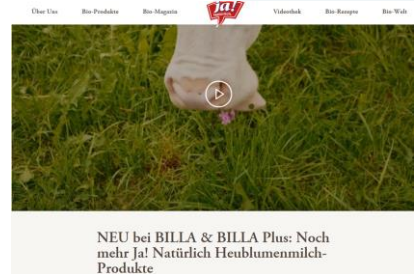 Über Uns Bio-Produkte Bio-Magazin ja! Videothek Bio-Rezepte Bio-Welt
NEU bei BILLA & BILLA Plus: Noch
mehr Ja! Natürlich Heublumenmilch-
Produkte